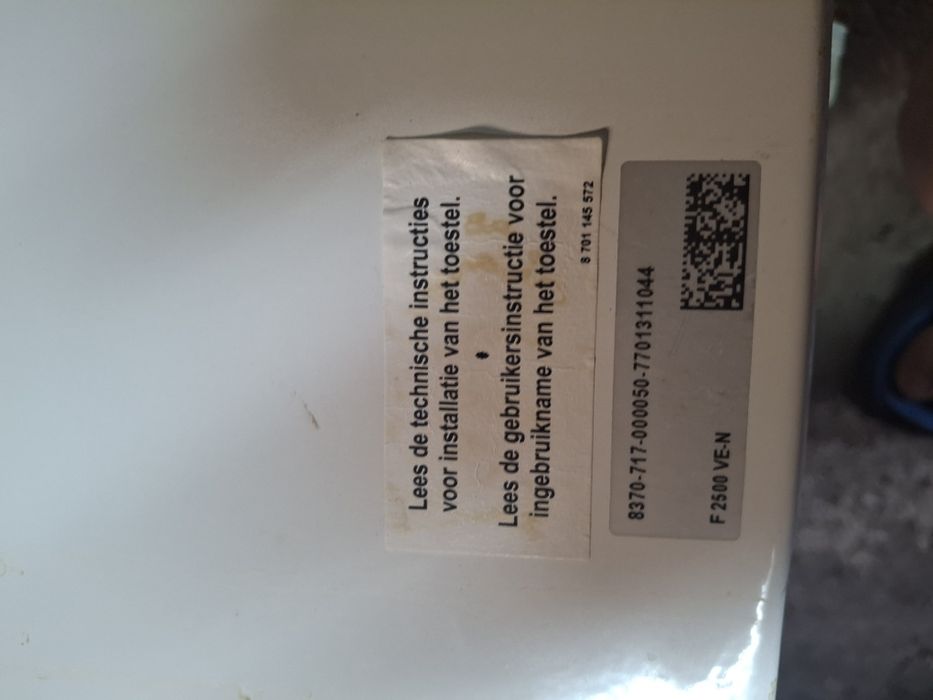 Lees de technische instructies
voor installatie van het toestel.
Lees de gebruikersinstructie voor
ingebruikname van het toestel.
8 701 145 572
8370-717-000050-7701311044
F 2500 VE-N